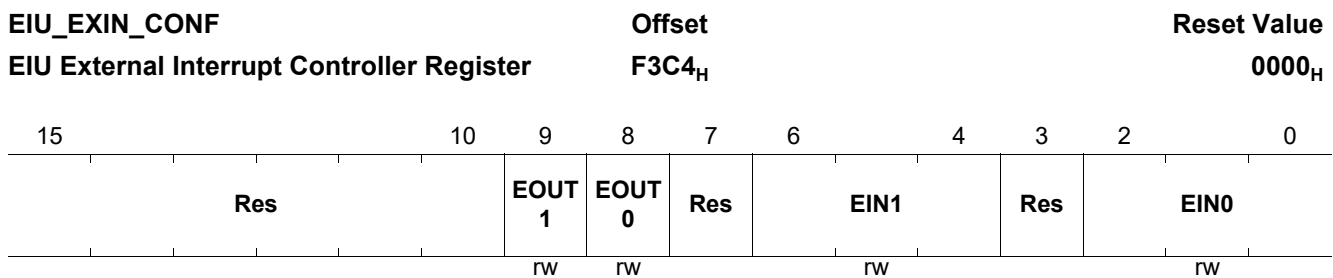 EIU_EXIN_CONF Offset Reset Value
EIU External Interrupt Controller Register F3C4H 0000H
15 10 9 8 7 6 4 3 2 0
Res EOUT 1 EOUT 0 Res EIN1 Res EIN0
rw rw rw rw